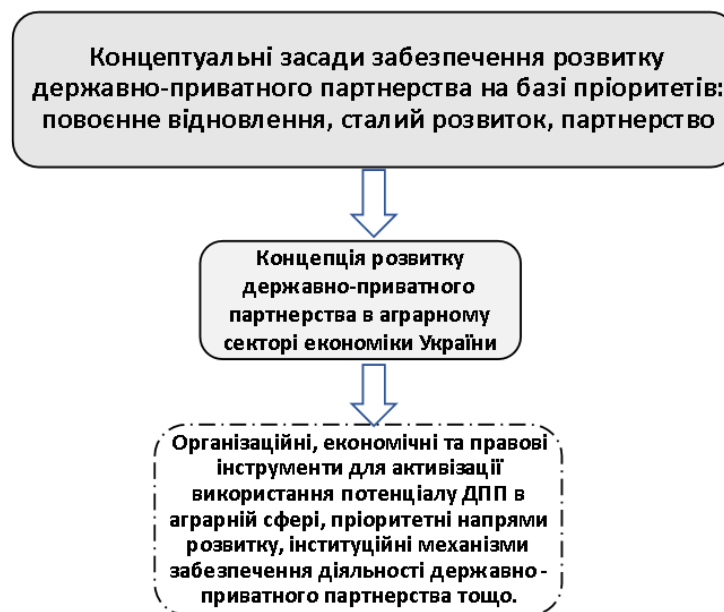 Концептуальні засади забезпечення розвитку
державно-приватного партнерства на базі пріоритетів:
повоєнне відновлення, сталий розвиток, партнерство
Концепція розвитку
державно-приватного
партнерства в аграрному
секторі економіки України
Організаційні, економічні та правові
інструменти для активізації
використання потенціалу ДПП в
аграрній сфері, пріоритетні напрями
розвитку, інституційні механізми
забезпечення діяльності державно-
приватного партнерства тощо.